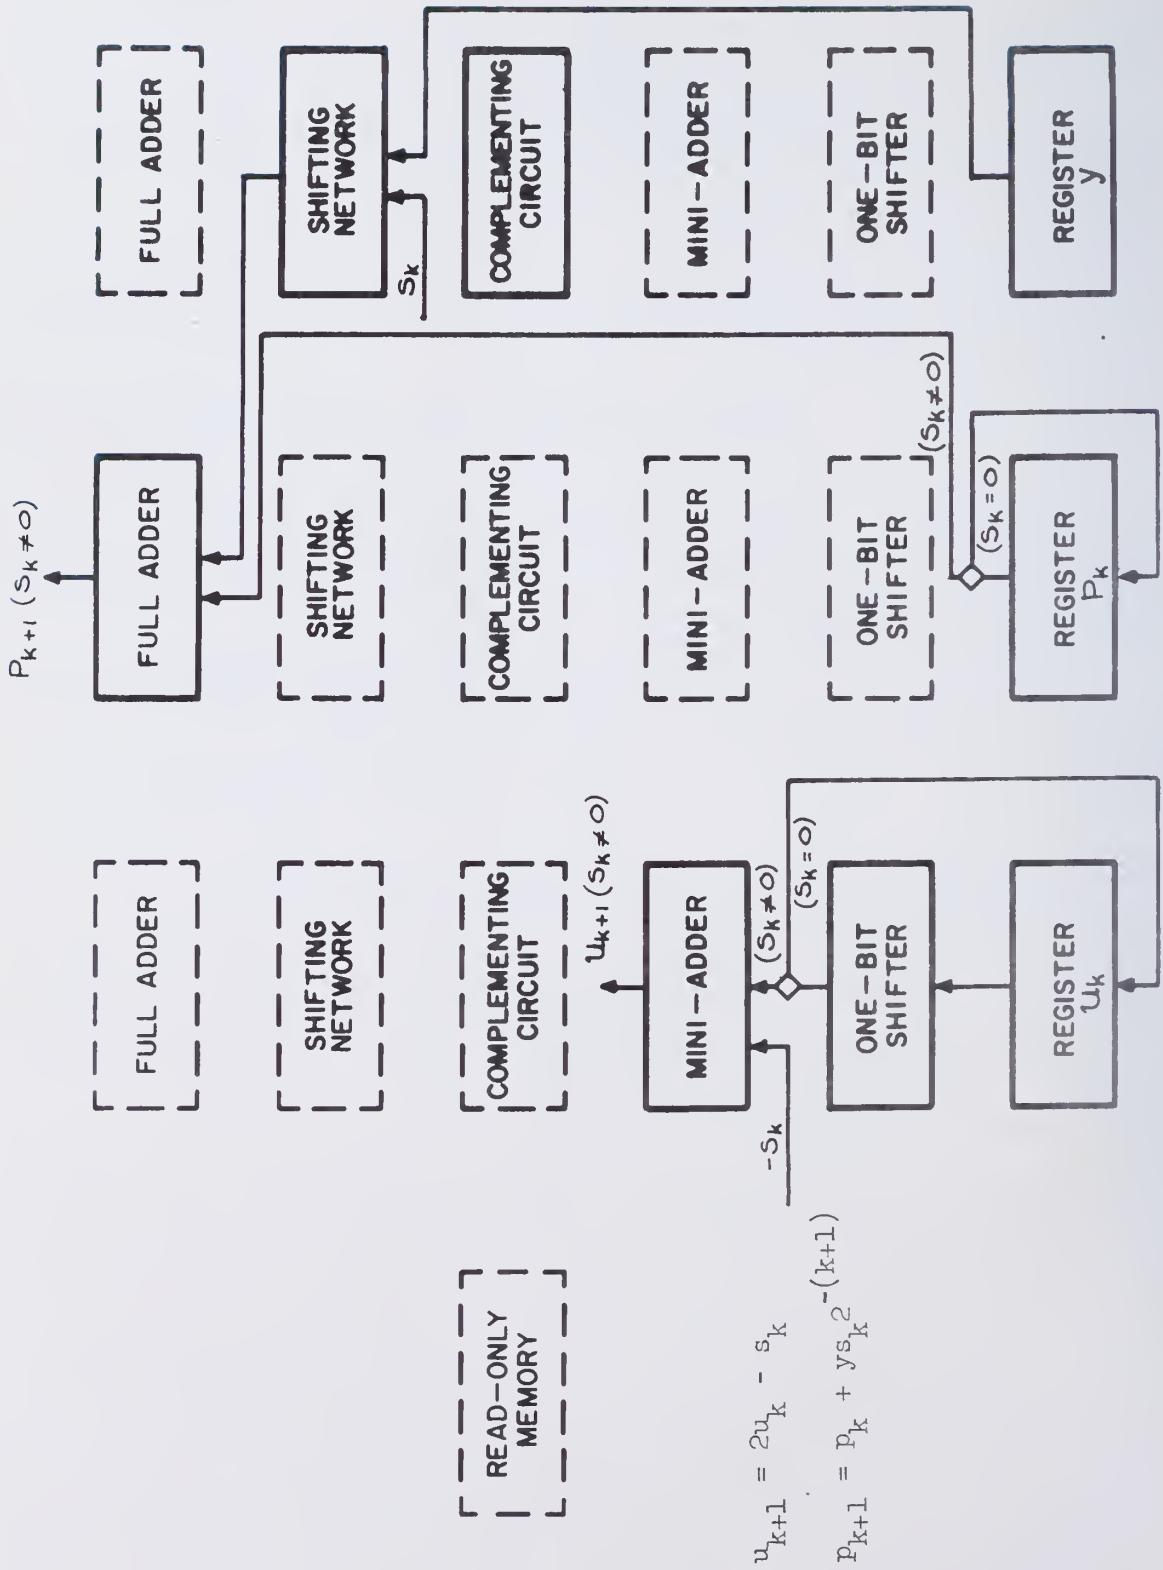 P_{k+1} (S_k ≠ 0)
FULL ADDER
FULL ADDER
FULL ADDER
SHIFTING
NETWORK
SHIFTING
NETWORK
SHIFTING
NETWORK
S_k
READ-ONLY
MEMORY
COMPLEMENTING
CIRCUIT
COMPLEMENTING
CIRCUIT
COMPLEMENTING
CIRCUIT
u_{k+1} (S_k ≠ 0)
MINI-ADDER
MINI-ADDER
MINI-ADDER
-S_k
(S_k ≠ 0)
(S_k = 0)
u_{k+1} = 2u_k - s_k
p_{k+1} = p_k + ys_k 2^{-(k+1)}
ONE-BIT
SHIFTER
ONE-BIT
SHIFTER
ONE-BIT
SHIFTER
(S_k ≠ 0)
(S_k = 0)
REGISTER
u_k
REGISTER
P_k
REGISTER
y